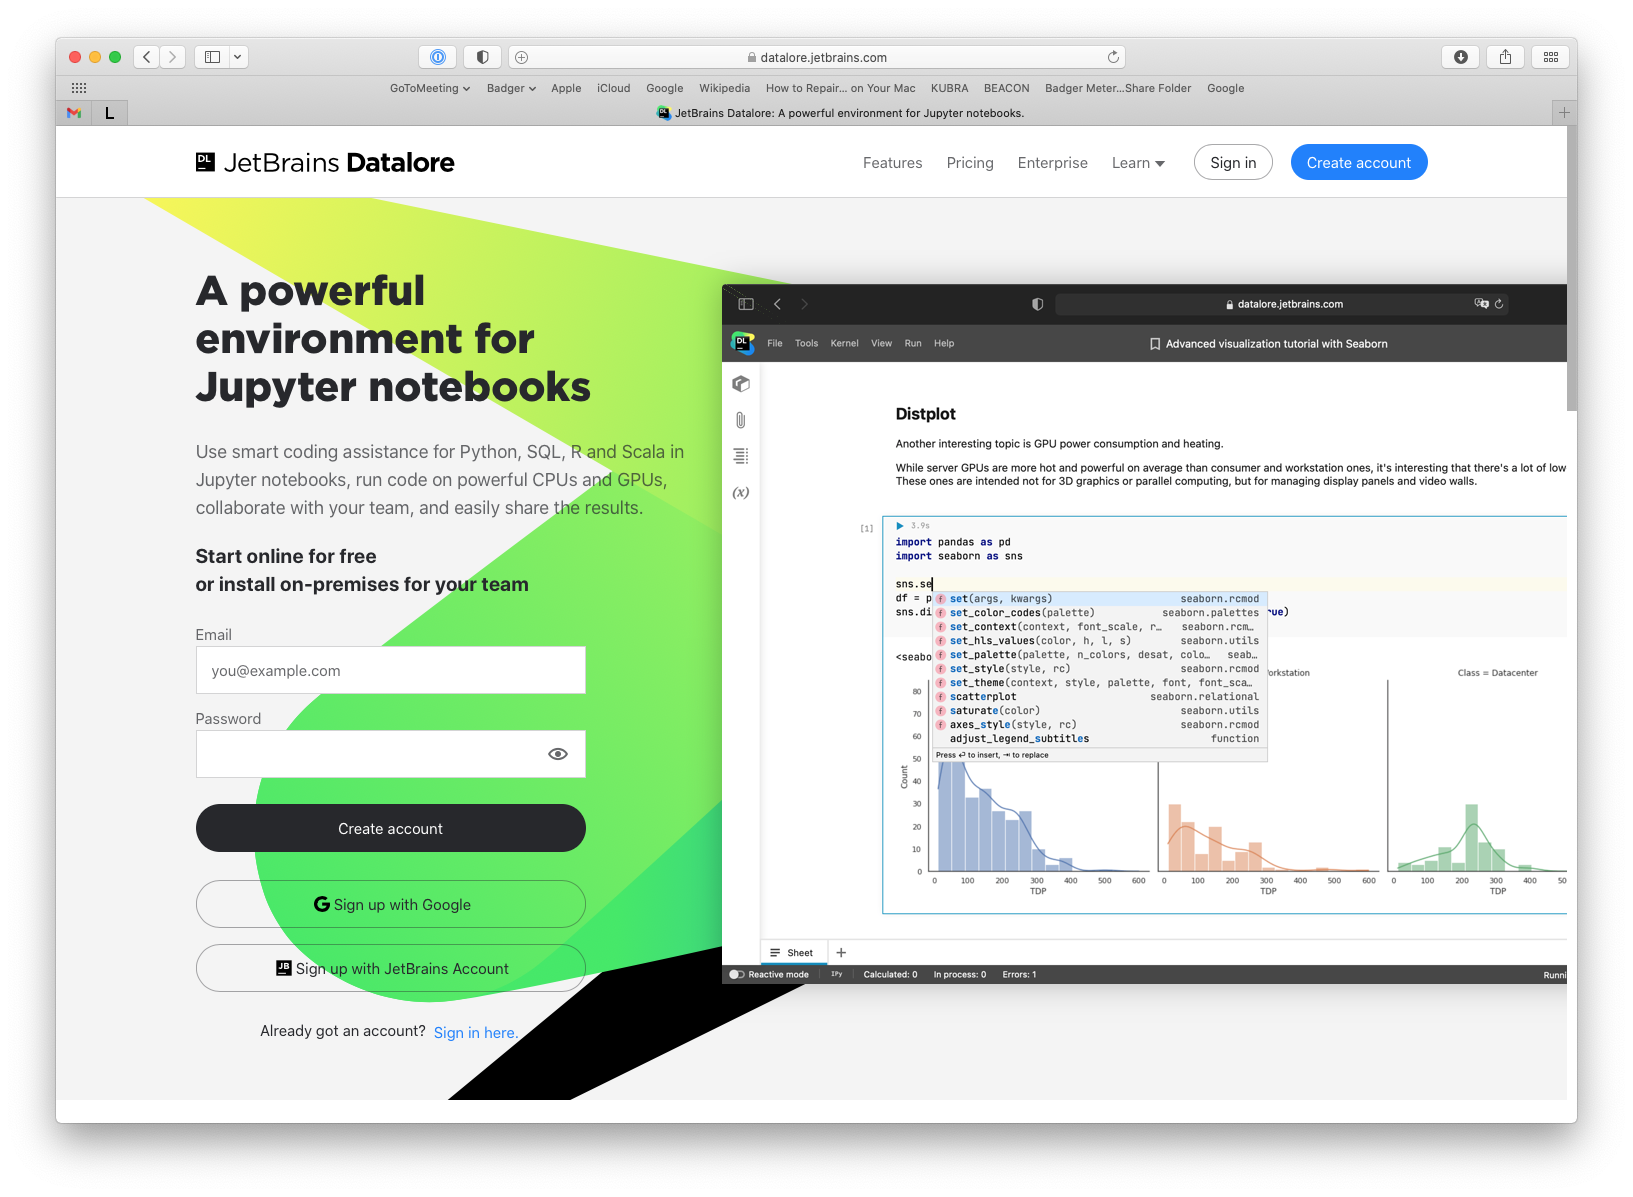 datalore.jetbrains.com
GoToMeeting Badger Apple iCloud Google Wikipedia How to Repair... on Your Mac KUBRA BEACON Badger Meter...Share Folder Google
L JetBrains Datalore: A powerful environment for Jupyter notebooks.
DL JetBrains Datalore Features Pricing Enterprise Learn Sign in Create account
A powerful
environment for
Jupyter notebooks
Use smart coding assistance for Python, SQL, R and Scala in
Jupyter notebooks, run code on powerful CPUs and GPUs,
collaborate with your team, and easily share the results.
Start online for free
or install on-premises for your team
Email
you@example.com
Password
Create account
G Sign up with Google
JB Sign up with JetBrains Account
Already got an account? Sign in here.
datalore.jetbrains.com
DL File Tools Kernel View Run Help Advanced visualization tutorial with Seaborn
(x)
Distplot
Another interesting topic is GPU power consumption and heating.
While server GPUs are more hot and powerful on average than consumer and workstation ones, it's interesting that there's a lot of low
These ones are intended not for 3D graphics or parallel computing, but for managing display panels and video walls.
[1] 3.9s
import pandas as pd
import seaborn as sns
sns.se
df = p
sns.di rue)
f set(args, kwargs) seaborn.rcmod
f set_color_codes(palette) seaborn.palettes
f set_context(context, font_scale, r… seaborn.rcm…
f set_hls_values(color, h, l, s) seaborn.utils
f set_palette(palette, n_colors, desat, colo… seab…
f set_style(style, rc) seaborn.rcmod
f set_theme(context, style, palette, font, font_sca…
f scatterplot seaborn.relational
f saturate(color) seaborn.utils
f axes_style(style, rc) seaborn.rcmod
adjust_legend_subtitles function
Press ↵ to insert, ⇥ to replace
<seabo
orkstation Class = Datacenter
80
70
60
50
40
30
20
10
0
Count
0 100 200 300 400 500 600
TDP
0 100 200 300 400 500 600
TDP
0 100 200 300 400 50
TDP
Sheet +
Reactive mode IPy Calculated: 0 In process: 0 Errors: 1 Runni